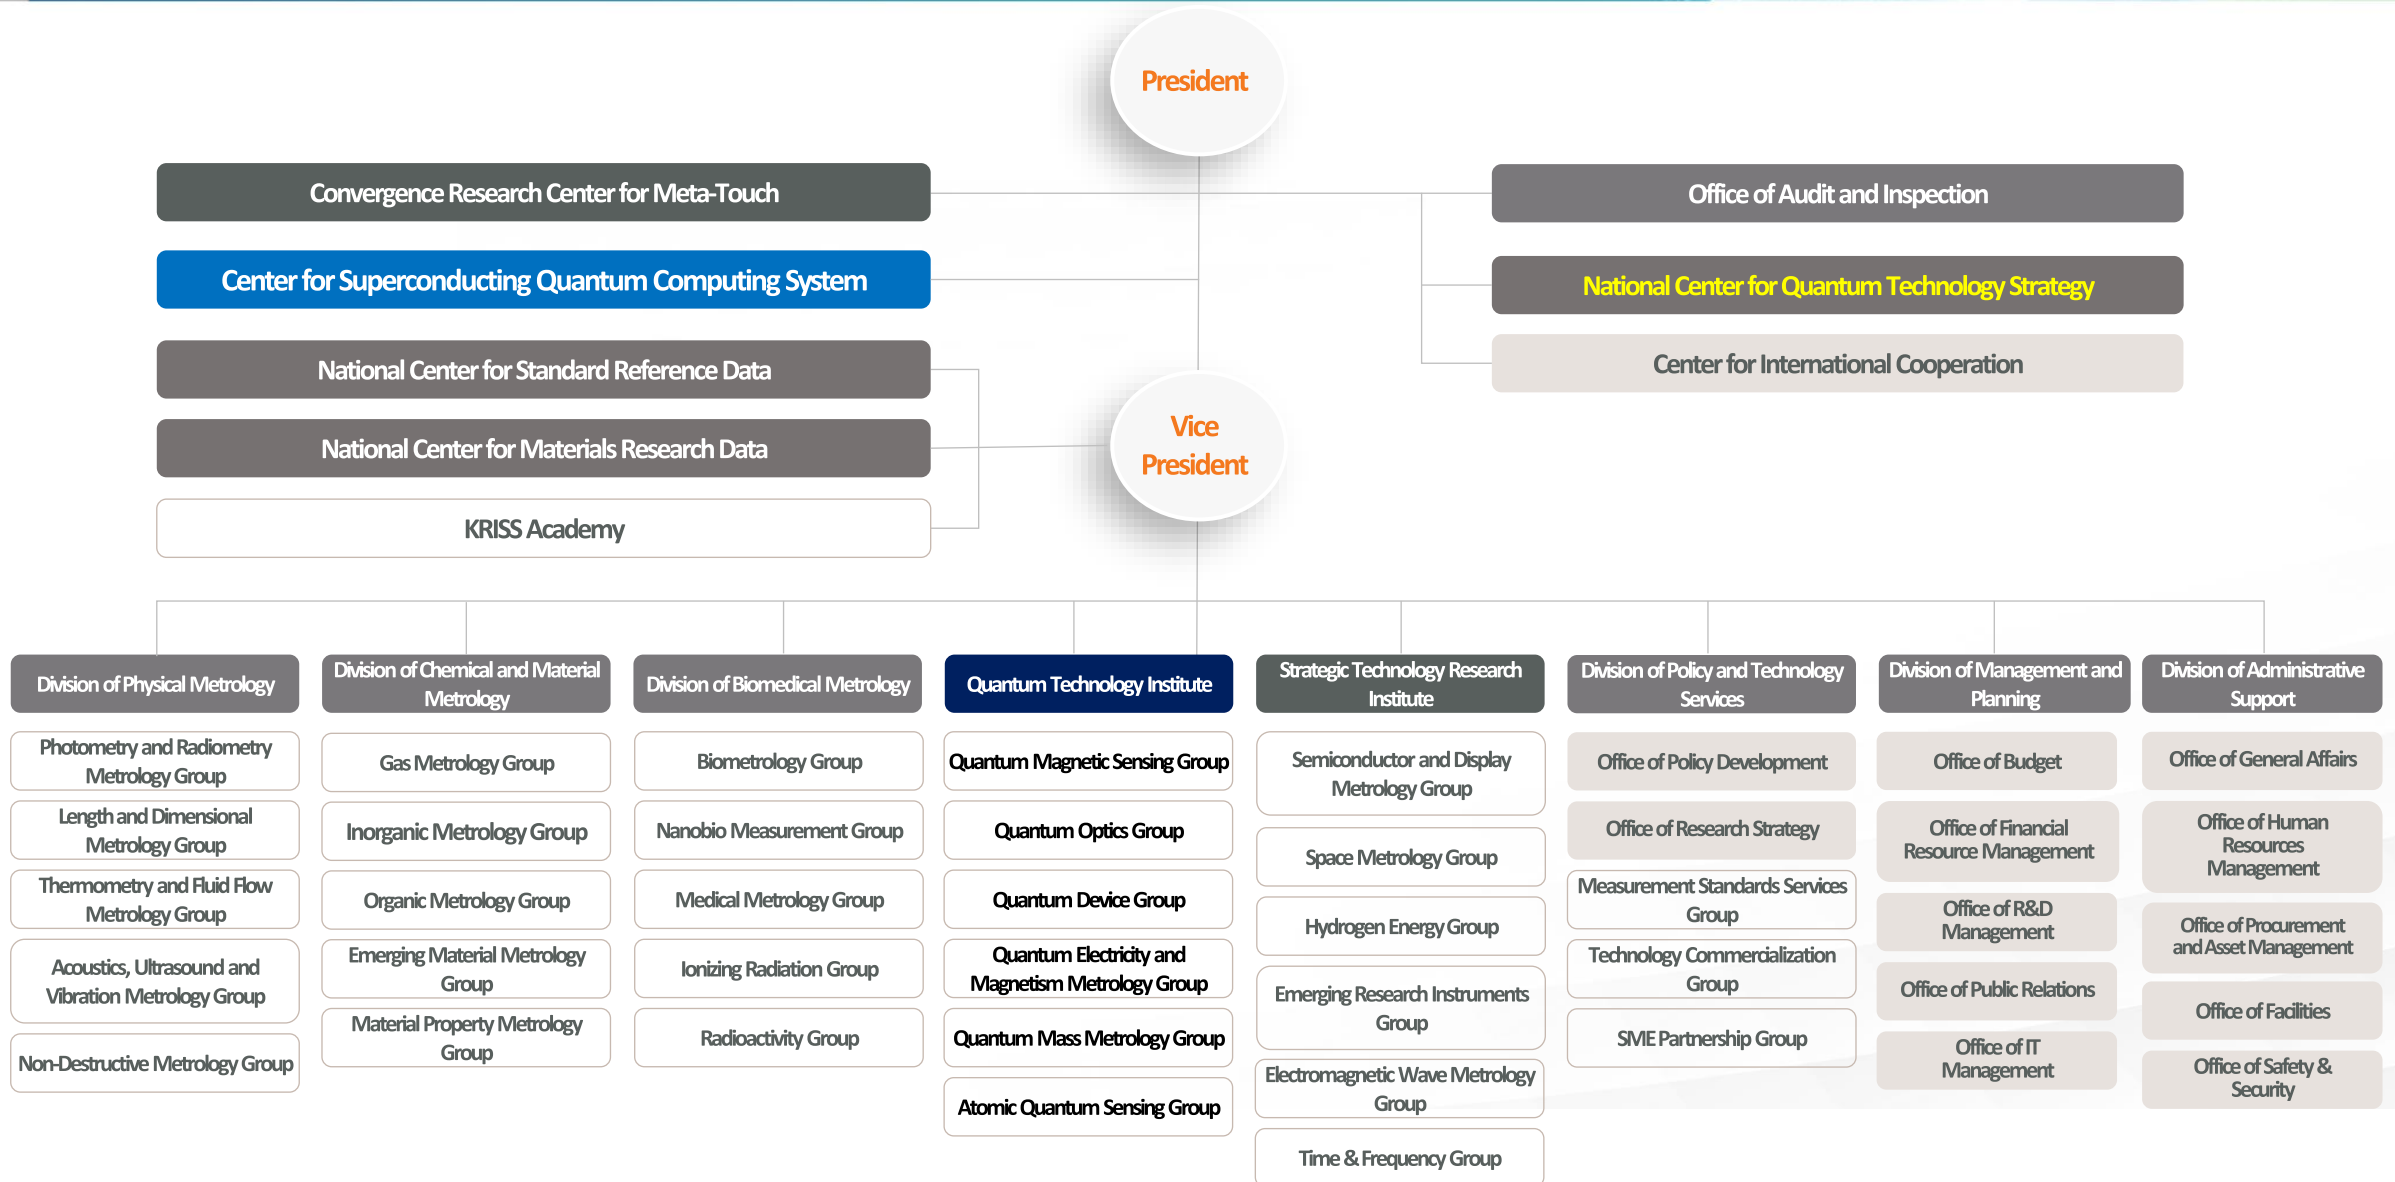 President
Convergence Research Center for Meta-Touch
Office of Audit and Inspection
Center for Superconducting Quantum Computing System
National Center for Quantum Technology Strategy
National Center for Standard Reference Data
Center for International Cooperation
National Center for Materials Research Data
Vice
President
KRISS Academy
Division of Physical Metrology
Photometry and Radiometry
Metrology Group
Length and Dimensional
Metrology Group
Thermometry and Fluid Flow
Metrology Group
Acoustics, Ultrasound and
Vibration Metrology Group
Non-Destructive Metrology Group
Division of Chemical and Material
Metrology
Gas Metrology Group
Inorganic Metrology Group
Organic Metrology Group
Emerging Material Metrology
Group
Material Property Metrology
Group
Division of Biomedical Metrology
Biometrology Group
Nanobio Measurement Group
Medical Metrology Group
Ionizing Radiation Group
Radioactivity Group
Quantum Technology Institute
Quantum Magnetic Sensing Group
Quantum Optics Group
Quantum Device Group
Quantum Electricity and
Magnetism Metrology Group
Quantum Mass Metrology Group
Atomic Quantum Sensing Group
Strategic Technology Research
Institute
Semiconductor and Display
Metrology Group
Space Metrology Group
Hydrogen Energy Group
Emerging Research Instruments
Group
Electromagnetic Wave Metrology
Group
Time & Frequency Group
Division of Policy and Technology
Services
Office of Policy Development
Office of Research Strategy
Measurement Standards Services
Group
Technology Commercialization
Group
SME Partnership Group
Division of Management and
Planning
Office of Budget
Office of Financial
Resource Management
Office of R&D
Management
Office of Public Relations
Office of IT
Management
Division of Administrative
Support
Office of General Affairs
Office of Human
Resources
Management
Office of Procurement
and Asset Management
Office of Facilities
Office of Safety &
Security